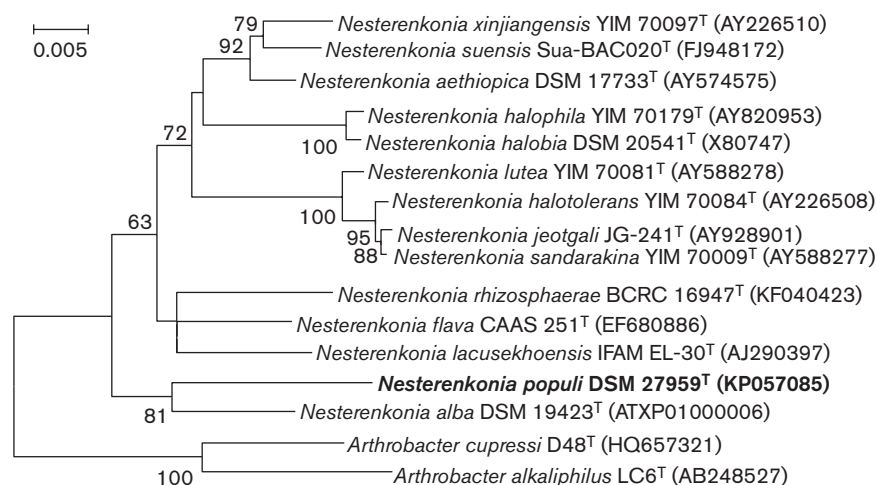 79
Nesterenkonia xinjiangensis YIM 70097ᵀ (AY226510)
0.005
92
Nesterenkonia suensis Sua-BAC020ᵀ (FJ948172)
Nesterenkonia aethiopica DSM 17733ᵀ (AY574575)
Nesterenkonia halophila YIM 70179ᵀ (AY820953)
72
100
Nesterenkonia halobia DSM 20541ᵀ (X80747)
Nesterenkonia lutea YIM 70081ᵀ (AY588278)
100
Nesterenkonia halotolerans YIM 70084ᵀ (AY226508)
63
95
Nesterenkonia jeotgali JG-241ᵀ (AY928901)
88
Nesterenkonia sandarakina YIM 70009ᵀ (AY588277)
Nesterenkonia rhizosphaerae BCRC 16947ᵀ (KF040423)
Nesterenkonia flava CAAS 251ᵀ (EF680886)
Nesterenkonia lacusekhoensis IFAM EL-30ᵀ (AJ290397)
Nesterenkonia populi DSM 27959ᵀ (KP057085)
81
Nesterenkonia alba DSM 19423ᵀ (ATXP01000006)
Arthrobacter cupressi D48ᵀ (HQ657321)
100
Arthrobacter alkaliphilus LC6ᵀ (AB248527)